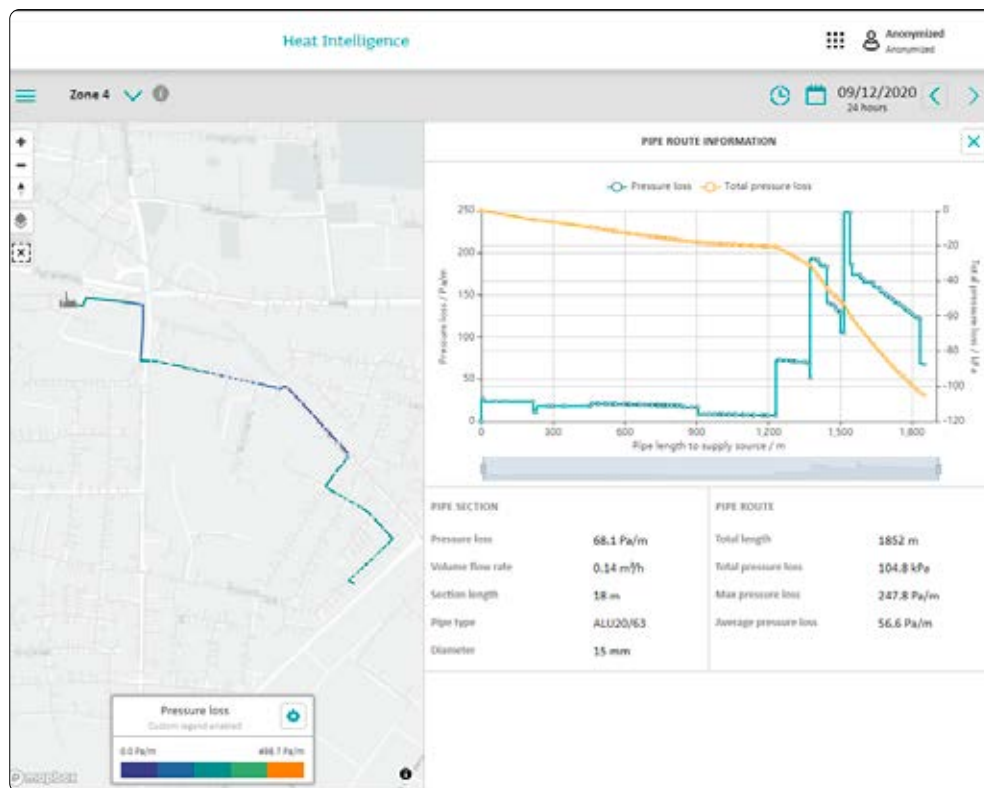 Heat Intelligence
Anonymized
Anonymized
Zone 4
09/12/2020
24 hours
PIPE ROUTE INFORMATION
Pressure loss
Total pressure loss
250
200
150
100
50
0
0
-20
-40
-60
-80
-100
-120
0
300
600
900
1,200
1,500
1,800
Pressure loss / Pa/m
Total pressure loss / kPa
Pipe length to supply source / m
PIPE SECTION
Pressure loss 68.1 Pa/m
Volume flow rate 0.14 m³/h
Section length 18 m
Pipe type ALU20/63
Diameter 15 mm
PIPE ROUTE
Total length 1852 m
Total pressure loss 104.8 kPa
Max pressure loss 247.8 Pa/m
Average pressure loss 56.6 Pa/m
Pressure loss
Custom legend enabled
0.0 Pa/m
498.7 Pa/m
mapbox